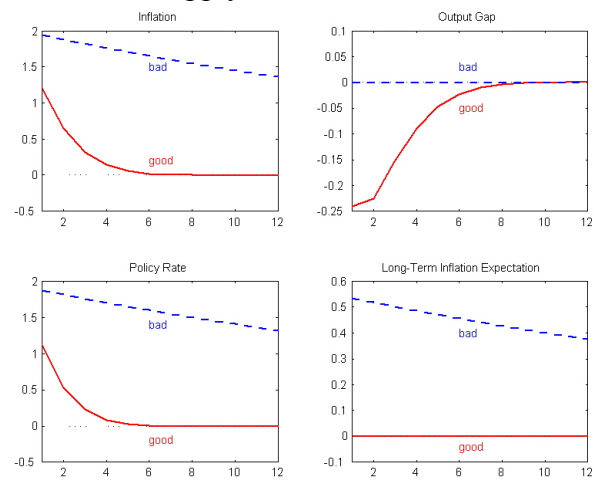 Inflation
2
1.5
1
0.5
0
-0.5
bad
good
2 4 6 8 10 12
Output Gap
0.1
0.05
0
-0.05
-0.1
-0.15
-0.2
-0.25
bad
good
2 4 6 8 10 12
Policy Rate
2
1.5
1
0.5
0
-0.5
bad
good
2 4 6 8 10 12
Long-Term Inflation Expectation
0.6
0.5
0.4
0.3
0.2
0.1
0
-0.1
bad
good
2 4 6 8 10 12